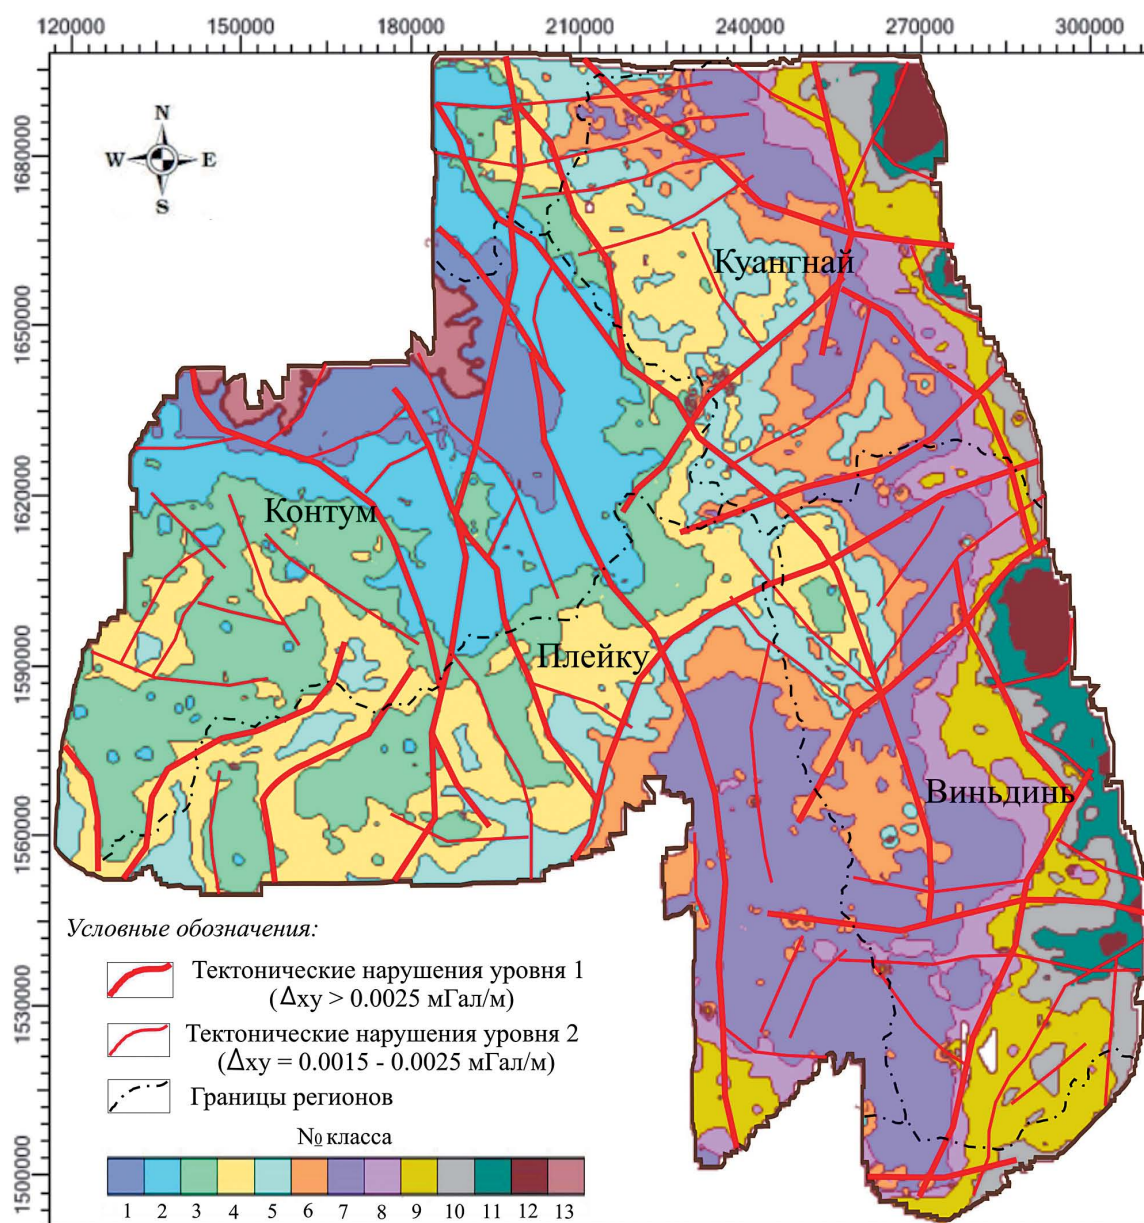 120000 150000 180000 210000 240000 270000 300000
1680000
1650000
1620000
1590000
1560000
1530000
1500000
N
W E
S
Куангнай
Контум
Плейку
Виньдинь
Условные обозначения:
Тектонические нарушения уровня 1
(Δxy > 0.0025 мГал/м)
Тектонические нарушения уровня 2
(Δxy = 0.0015 - 0.0025 мГал/м)
Границы регионов
№ класса
1 2 3 4 5 6 7 8 9 10 11 12 13